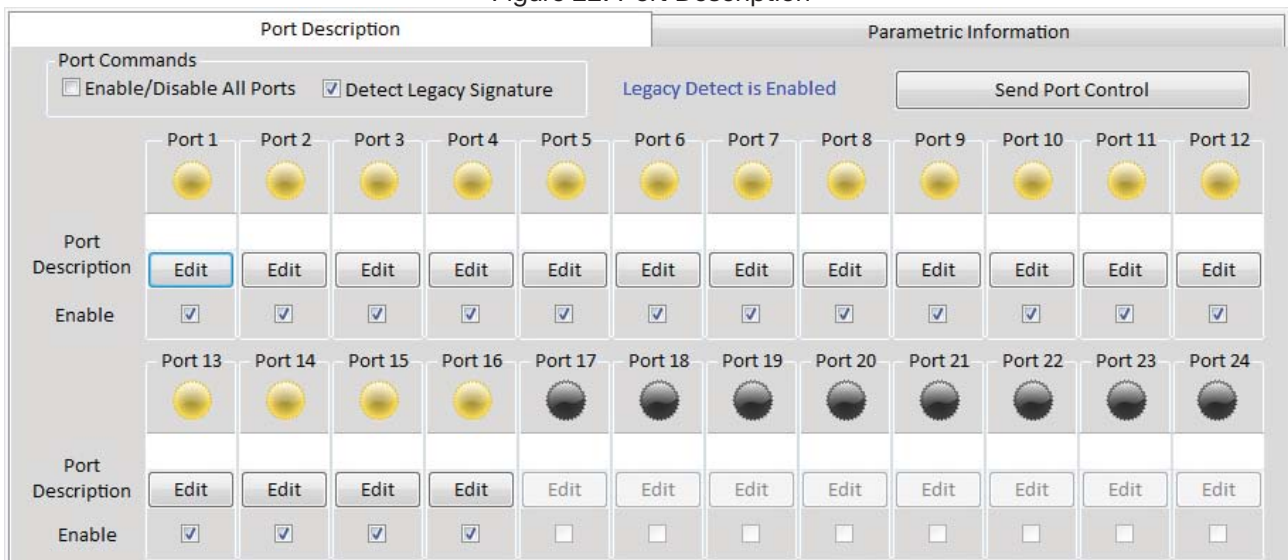 Figure 22: Port Description
Port Description Parametric Information
Port Commands
Enable/Disable All Ports Detect Legacy Signature Legacy Detect is Enabled Send Port Control
Port 1 Port 2 Port 3 Port 4 Port 5 Port 6 Port 7 Port 8 Port 9 Port 10 Port 11 Port 12
Port
Description Edit Edit Edit Edit Edit Edit Edit Edit Edit Edit Edit Edit
Enable
Port 13 Port 14 Port 15 Port 16 Port 17 Port 18 Port 19 Port 20 Port 21 Port 22 Port 23 Port 24
Port
Description Edit Edit Edit Edit Edit Edit Edit Edit Edit Edit Edit Edit
Enable